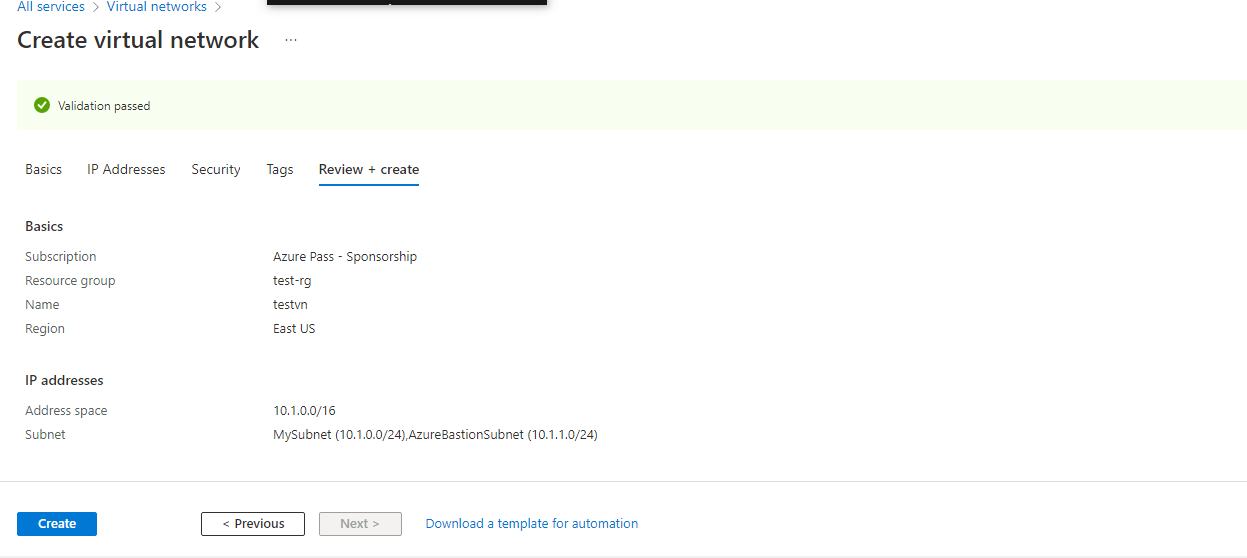 All services > Virtual networks >
Create virtual network ...
Validation passed
Basics IP Addresses Security Tags Review + create
Basics
Subscription Azure Pass - Sponsorship
Resource group test-rg
Name testvn
Region East US
IP addresses
Address space 10.1.0.0/16
Subnet MySubnet (10.1.0.0/24),AzureBastionSubnet (10.1.1.0/24)
Create < Previous Next > Download a template for automation